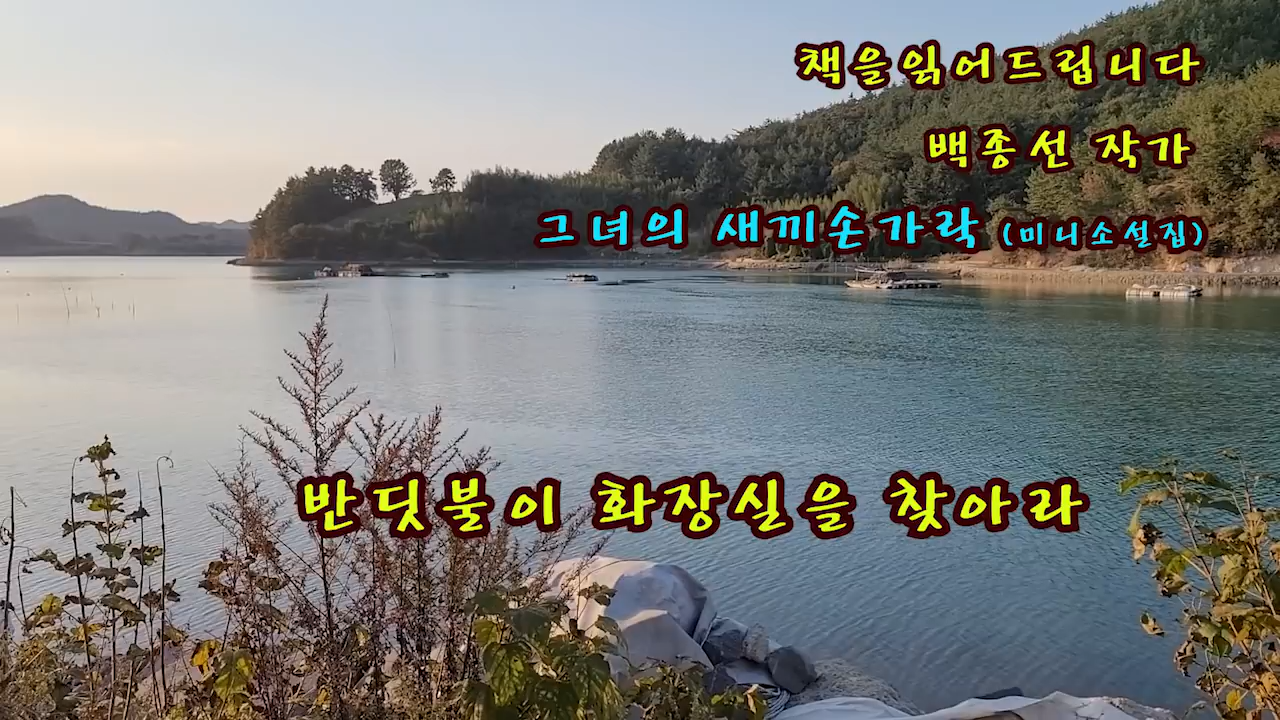 책을읽어드립니다
백종선 작가
그녀의 새끼손가락 (미니소설집)
반딧불이 화장실을 찾아라